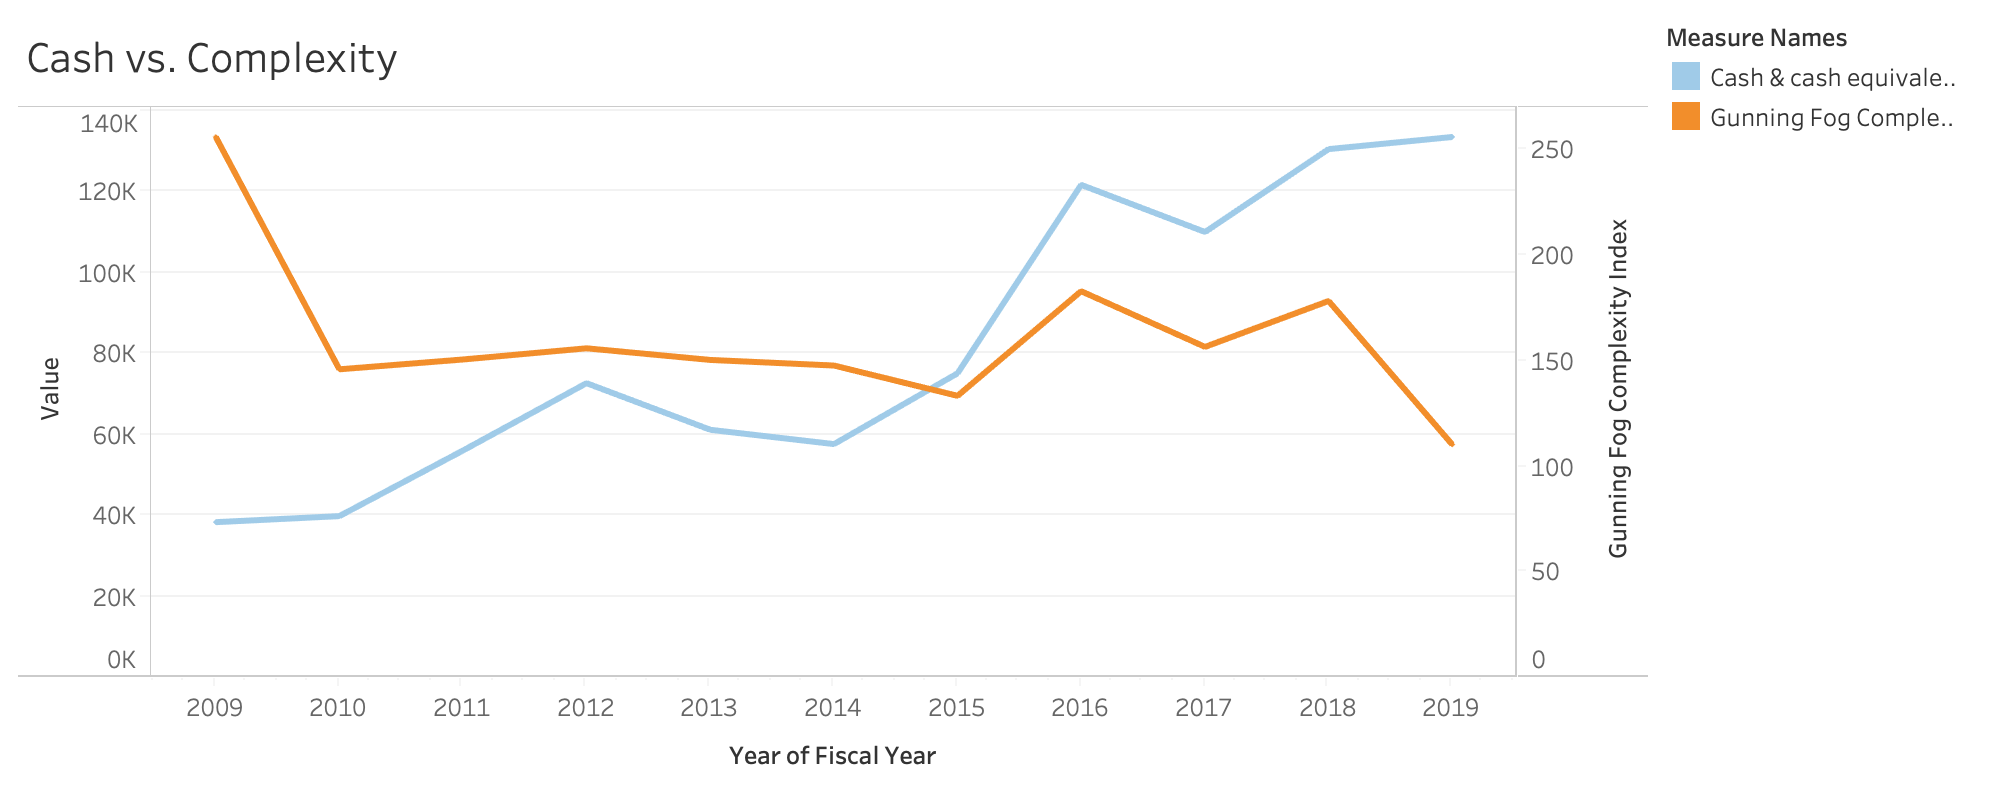 Cash vs. Complexity
Measure Names
Cash & cash equivale..
Gunning Fog Comple..
140K
120K
100K
80K
60K
40K
20K
0K
Value
250
200
150
100
50
0
Gunning Fog Complexity Index
2009 2010 2011 2012 2013 2014 2015 2016 2017 2018 2019
Year of Fiscal Year